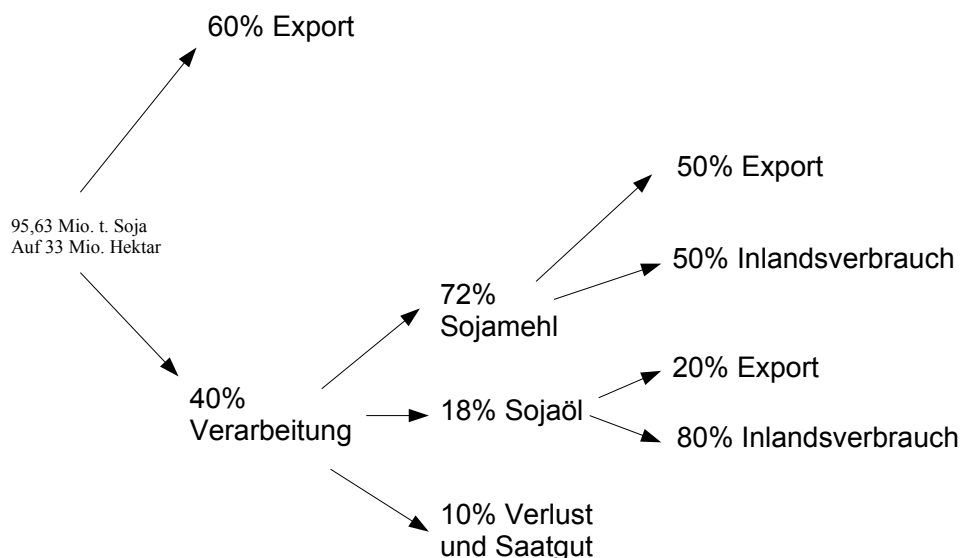 60% Export
95,63 Mio. t. Soja
Auf 33 Mio. Hektar
40%
Verarbeitung
72%
Sojamehl
50% Export
50% Inlandsverbrauch
18% Sojaöl
20% Export
80% Inlandsverbrauch
10% Verlust
und Saatgut